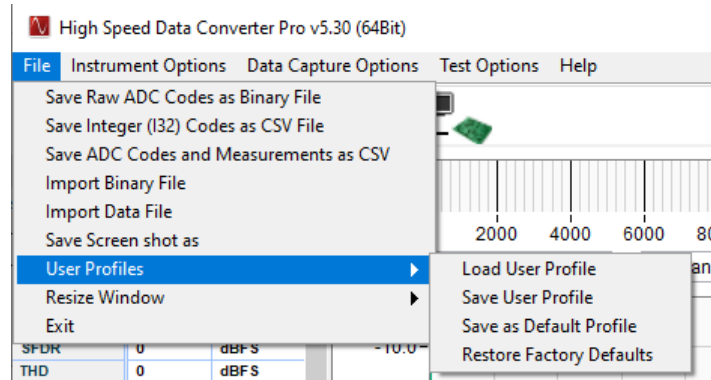 High Speed Data Converter Pro v5.30 (64Bit)
File Instrument Options Data Capture Options Test Options Help
Save Raw ADC Codes as Binary File
Save Integer (I32) Codes as CSV File
Save ADC Codes and Measurements as CSV
Import Binary File
Import Data File
Save Screen shot as
2000 4000 6000
User Profiles
Load User Profile
Resize Window
Save User Profile
Exit
Save as Default Profile
Restore Factory Defaults
SFDR 0 dBFS -10.0
THD 0 dBFS